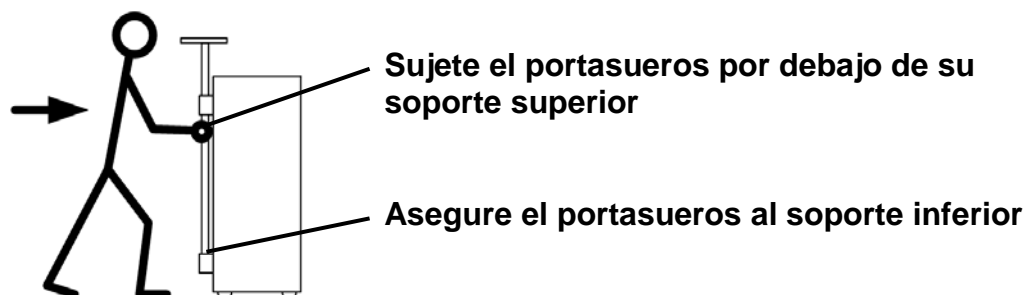 Sujete el portasueros por debajo de su
soporte superior
Asegure el portasueros al soporte inferior